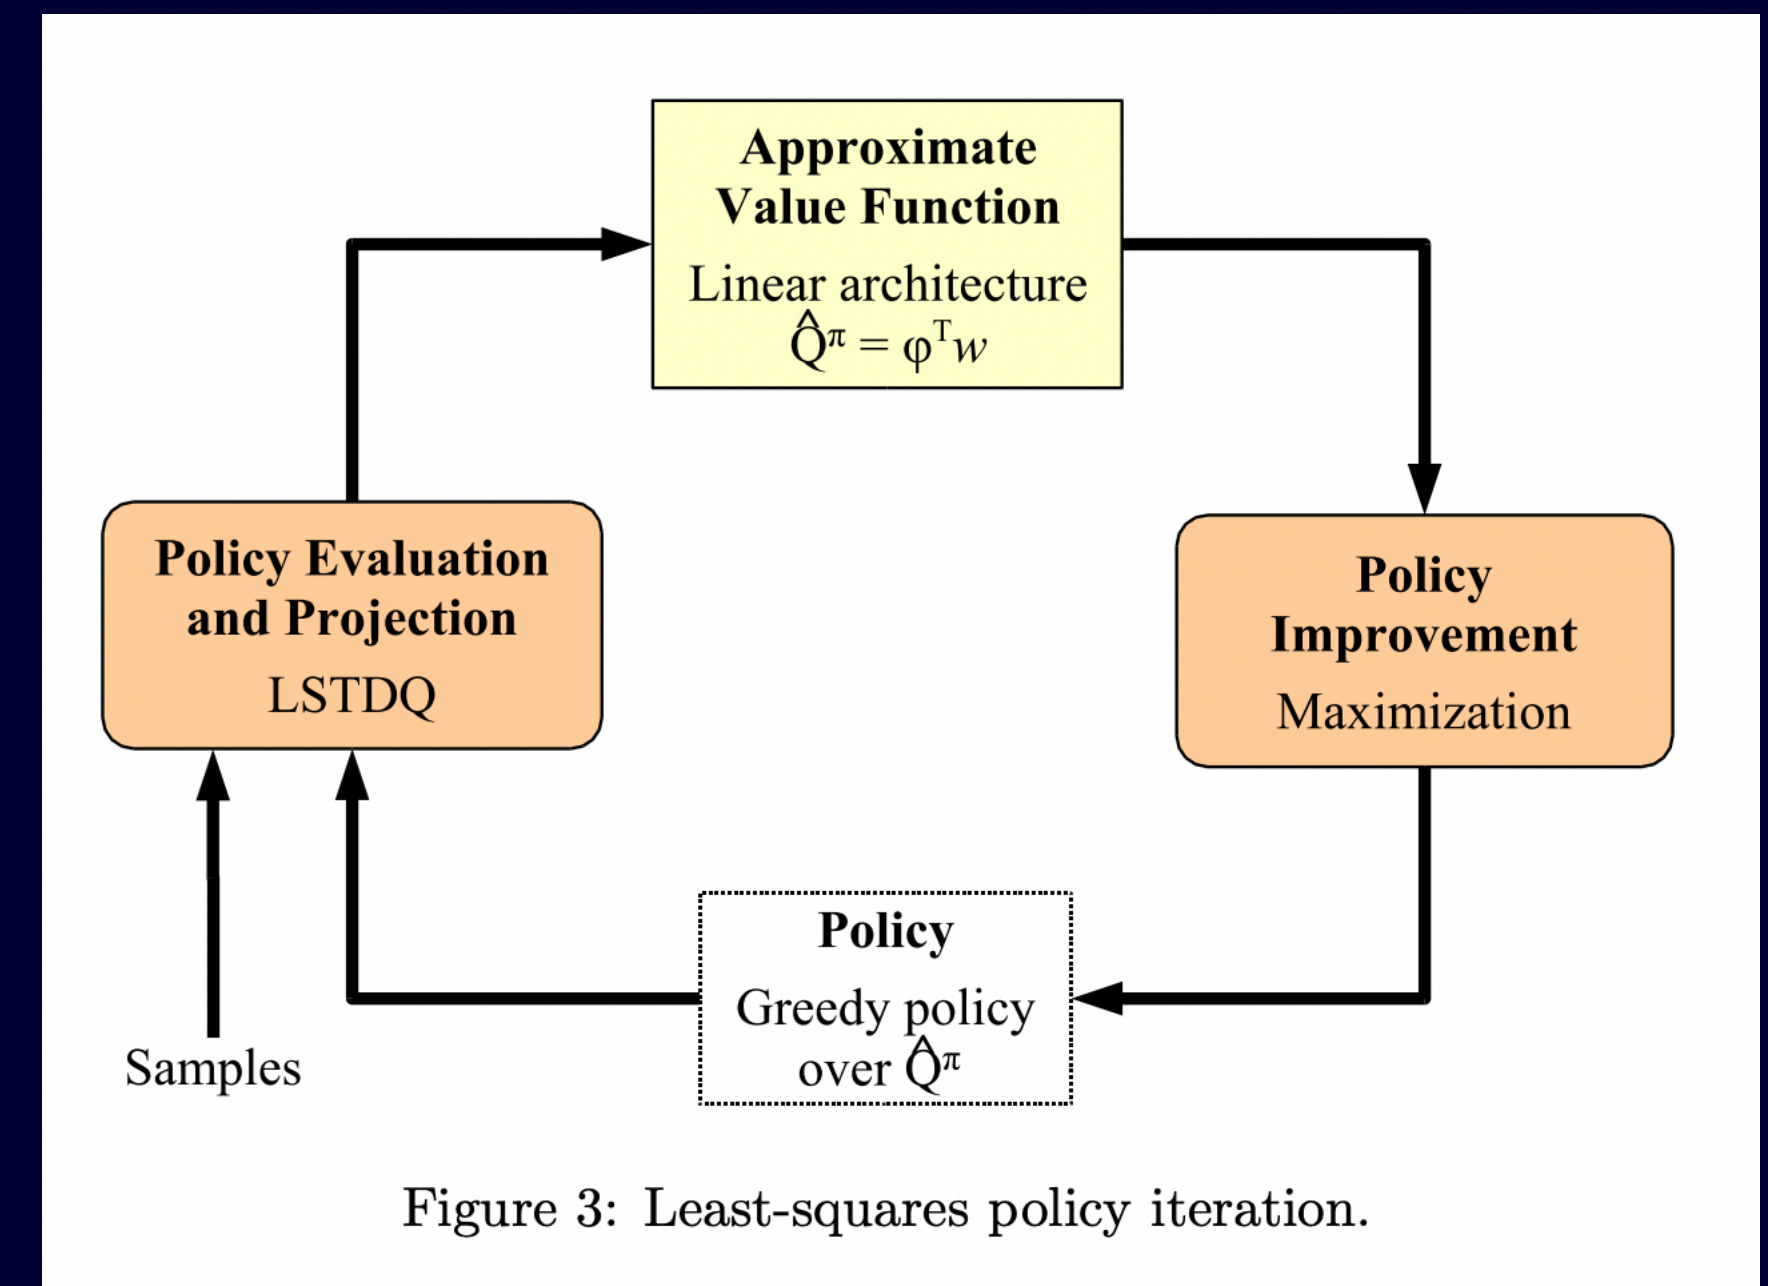 Approximate
Value Function
Linear architecture
Q̂^π = φ^T w
Policy Evaluation
and Projection
LSTDQ
Policy
Improvement
Maximization
Policy
Greedy policy
over Q̂^π
Samples
Figure 3: Least-squares policy iteration.